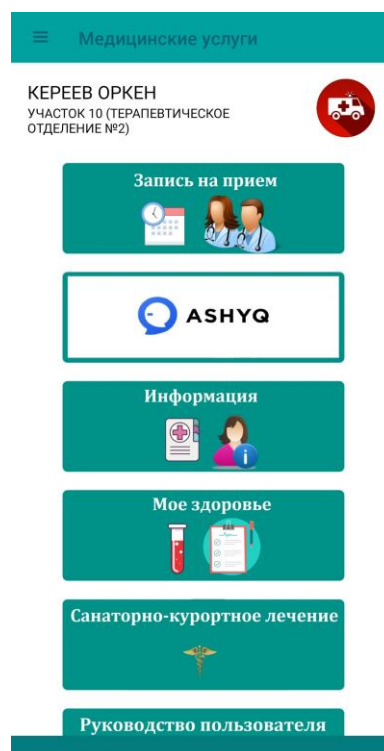 Медицинские услуги
КЕРЕЕВ ОРКЕН
УЧАСТОК 10 (ТЕРАПЕВТИЧЕСКОЕ
ОТДЕЛЕНИЕ №2)
Запись на прием
ASHYQ
Информация
Мое здоровье
Санаторно-курортное лечение
Руководство пользователя